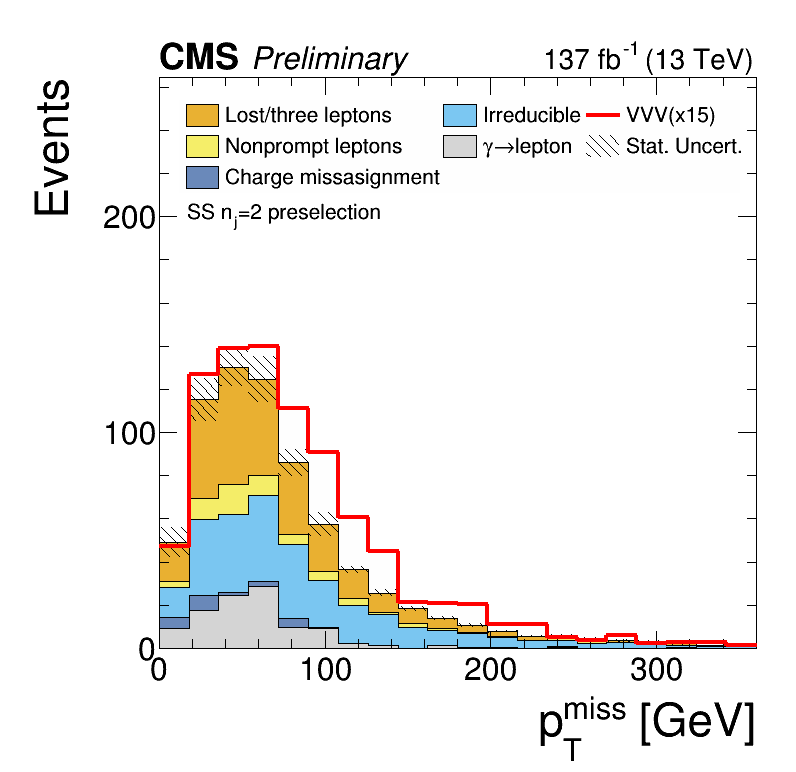 CMS Preliminary 137 fb-1 (13 TeV)
Events
Lost/three leptons Irreducible VVV(x15)
Nonprompt leptons γ→lepton Stat. Uncert.
Charge missasignment
SS nj=2 preselection
200
100
0
0 100 200 300
pTmiss [GeV]